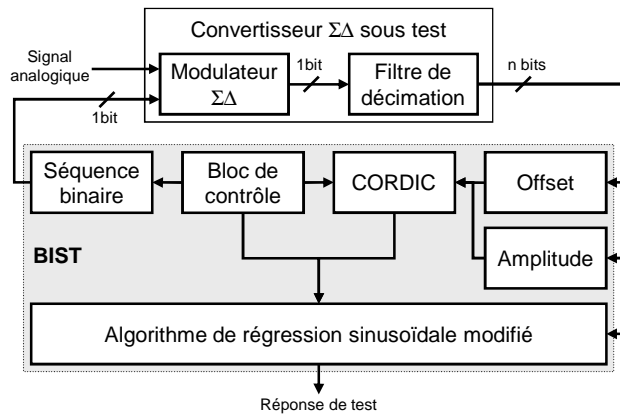 Convertisseur ΣΔ sous test
Signal
analogique
Modulateur
ΣΔ
1bit
Filtre de
décimation
n bits
1bit
Séquence
binaire
Bloc de
contrôle
CORDIC
Offset
BIST
Amplitude
Algorithme de régression sinusoïdale modifié
Réponse de test